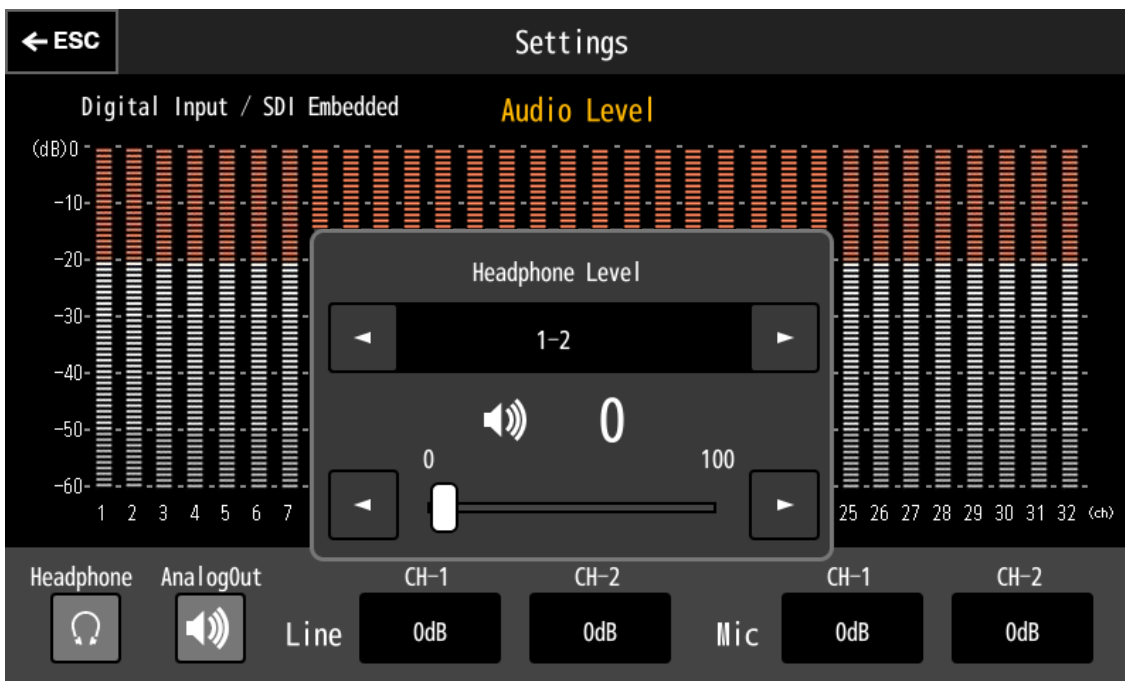 ← ESC
Settings
Digital Input / SDI Embedded
Audio Level
(dB) 0
-10
-20
-30
-40
-50
-60
Headphone Level
1-2
0
0
100
1 2 3 4 5 6 7 25 26 27 28 29 30 31 32 (ch)
Headphone AnalogOut CH-1 CH-2 CH-1 CH-2
Line 0dB 0dB Mic 0dB 0dB